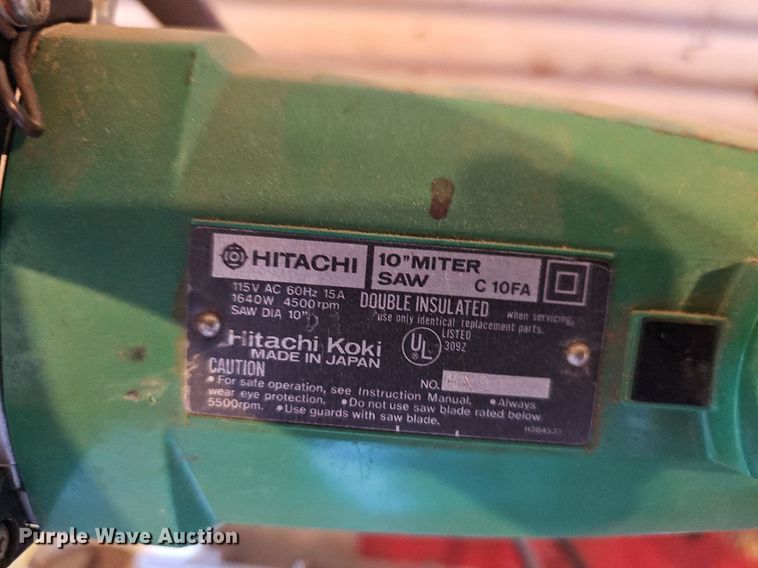 HITACHI
10"MITER SAW C 10FA
115V AC 60Hz 15A
1640W 4500rpm
SAW DIA 10"
DOUBLE INSULATED when servicing,
use only identical replacement parts.
Hitachi Koki
MADE IN JAPAN
UL
LISTED
309Z
NO.
CAUTION
• For safe operation, see Instruction Manual. • Always
wear eye protection. • Do not use saw blade rated below
5500rpm. • Use guards with saw blade.
Purple Wave Auction